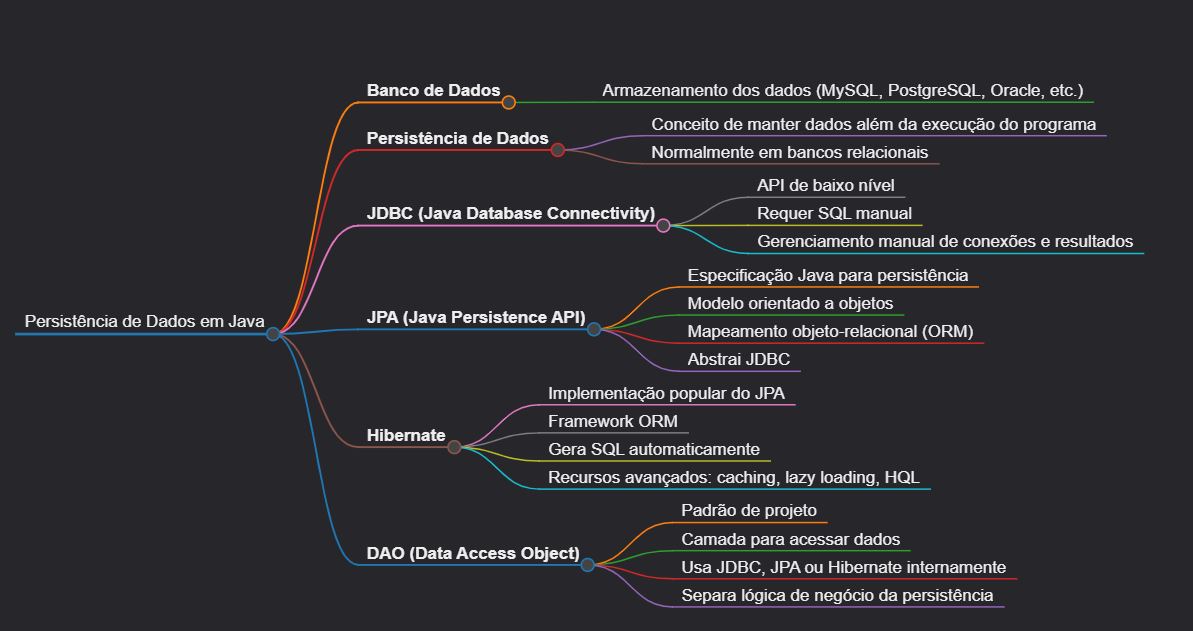 Persistência de Dados em Java
Banco de Dados
Armazenamento dos dados (MySQL, PostgreSQL, Oracle, etc.)
Persistência de Dados
Conceito de manter dados além da execução do programa
Normalmente em bancos relacionais
JDBC (Java Database Connectivity)
API de baixo nível
Requer SQL manual
Gerenciamento manual de conexões e resultados
JPA (Java Persistence API)
Especificação Java para persistência
Modelo orientado a objetos
Mapeamento objeto-relacional (ORM)
Abstrai JDBC
Hibernate
Implementação popular do JPA
Framework ORM
Gera SQL automaticamente
Recursos avançados: caching, lazy loading, HQL
DAO (Data Access Object)
Padrão de projeto
Camada para acessar dados
Usa JDBC, JPA ou Hibernate internamente
Separa lógica de negócio da persistência